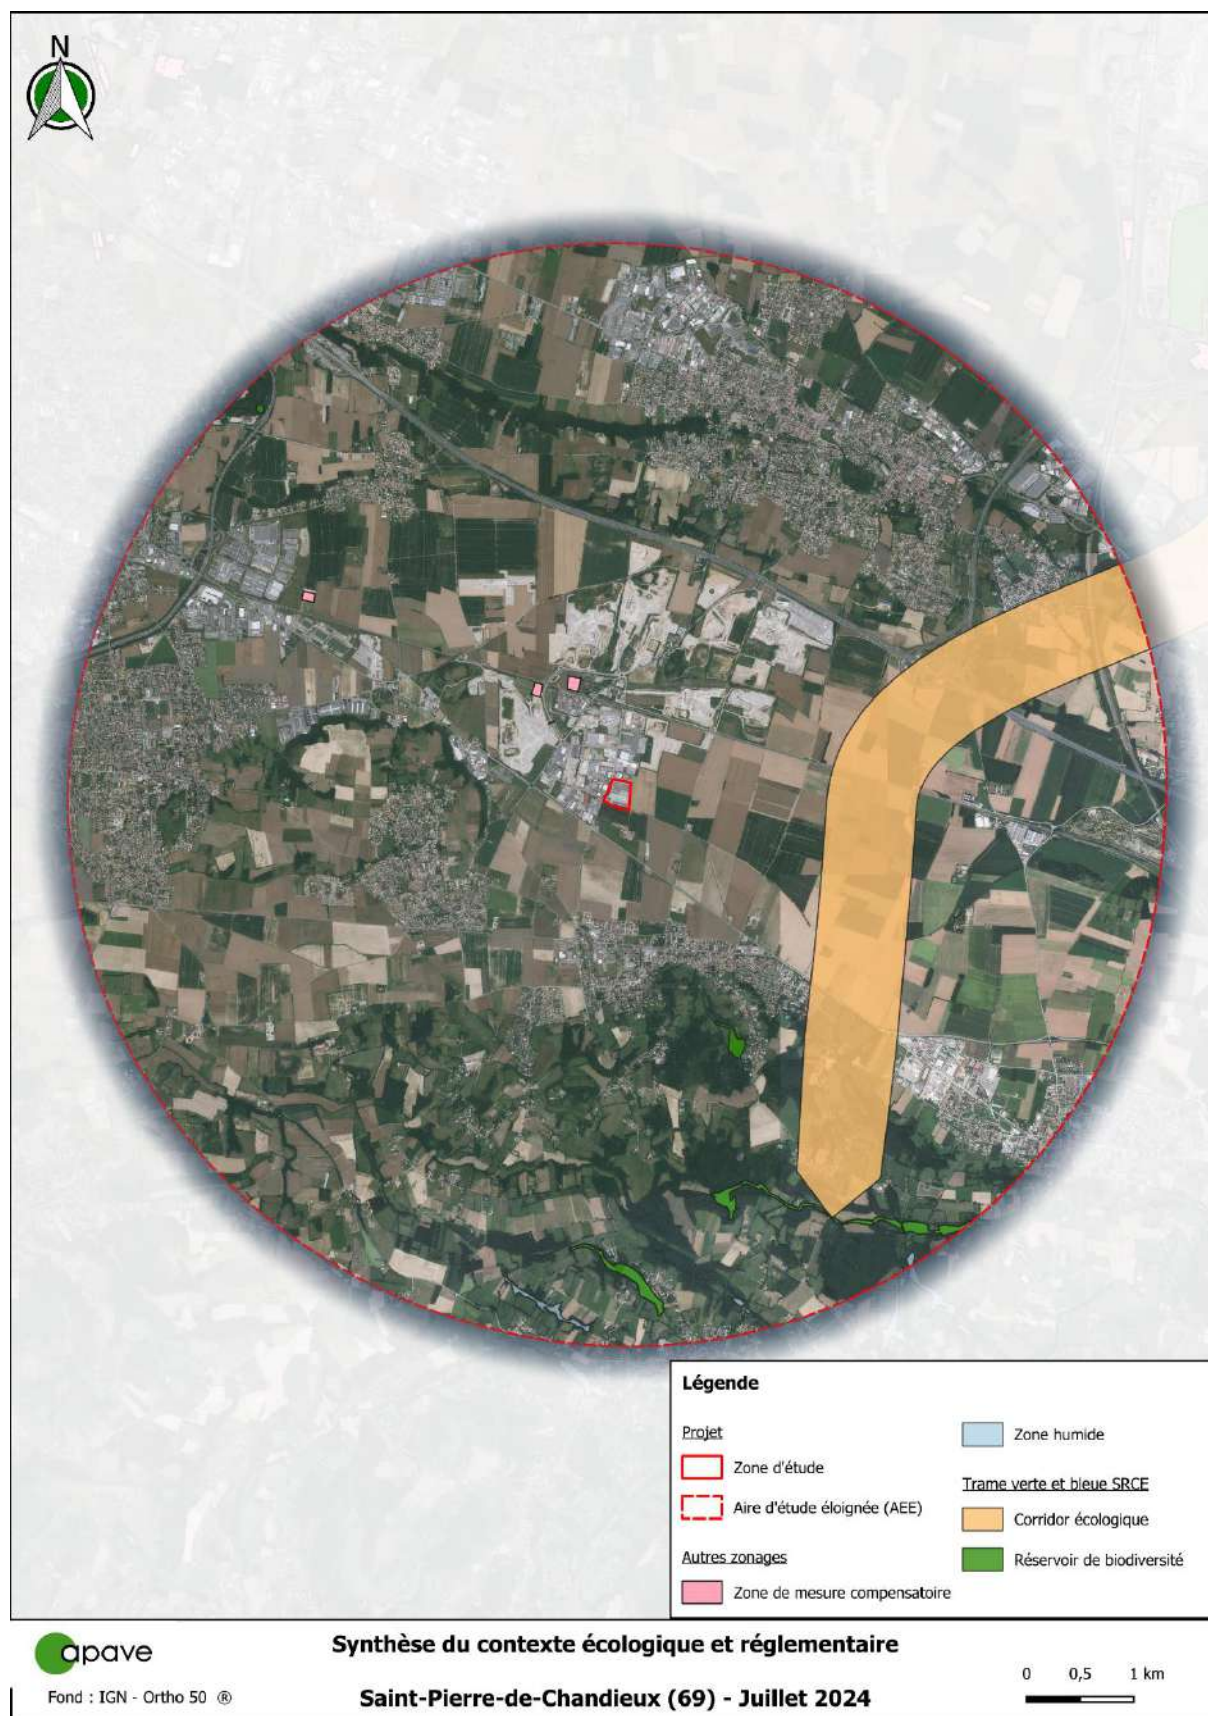 N
Légende
Projet
Zone d'étude
Aire d'étude éloignée (AEE)
Autres zonages
Zone de mesure compensatoire
Zone humide
Trame verte et bleue SRCE
Corridor écologique
Réservoir de biodiversité
apave
Fond : IGN - Ortho 50 ®
Synthèse du contexte écologique et réglementaire
Saint-Pierre-de-Chandieux (69) - Juillet 2024
0 0,5 1 km